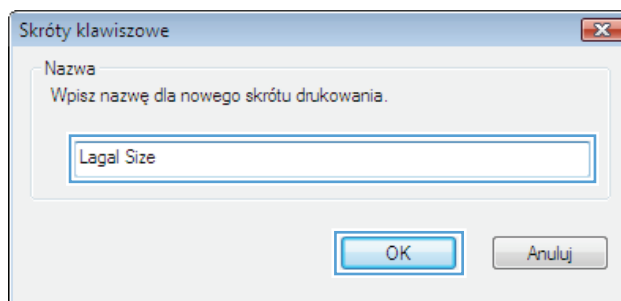 Skróty klawiszowe
Nazwa
Wpisz nazwę dla nowego skrótu drukowania.
Lagal Size
OK
Anuluj